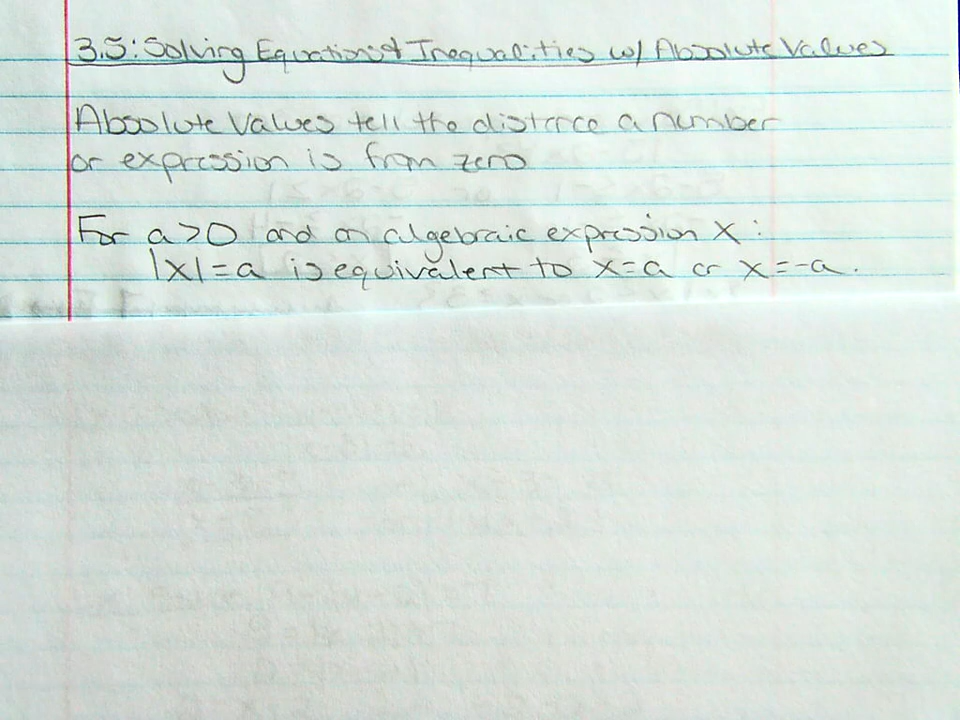 3.5: Solving Equations & Inequalities w/ Absolute Values
Absolute Values tell the distance a number
or expression is from zero
For a>0 and an algebraic expression X:
|X|=a is equivalent to X=a or X=-a.